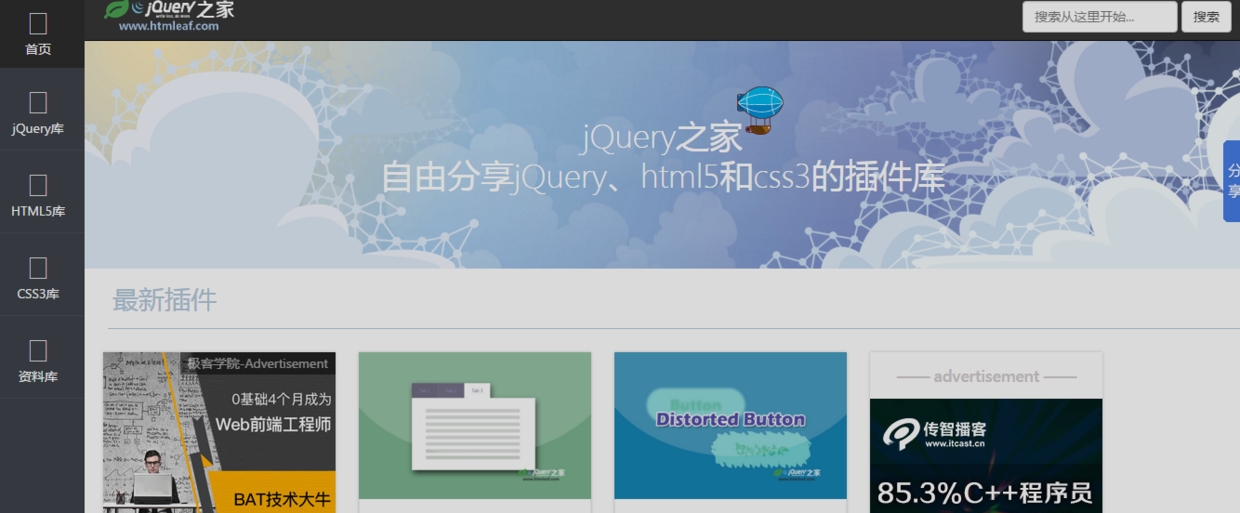 jQuery之家
www.htmleaf.com
搜索从这里开始...
搜索
首页
jQuery库
HTML5库
CSS3库
资料库
jQuery之家
自由分享jQuery、html5和css3的插件库
分享
最新插件
极客学院-Advertisement
0基础4个月成为
Web前端工程师
BAT技术大牛
Tab 3
jQuery之家
Button
Distorted Button
jQuery之家
advertisement
传智播客
www.itcast.cn
85.3%C++程序员